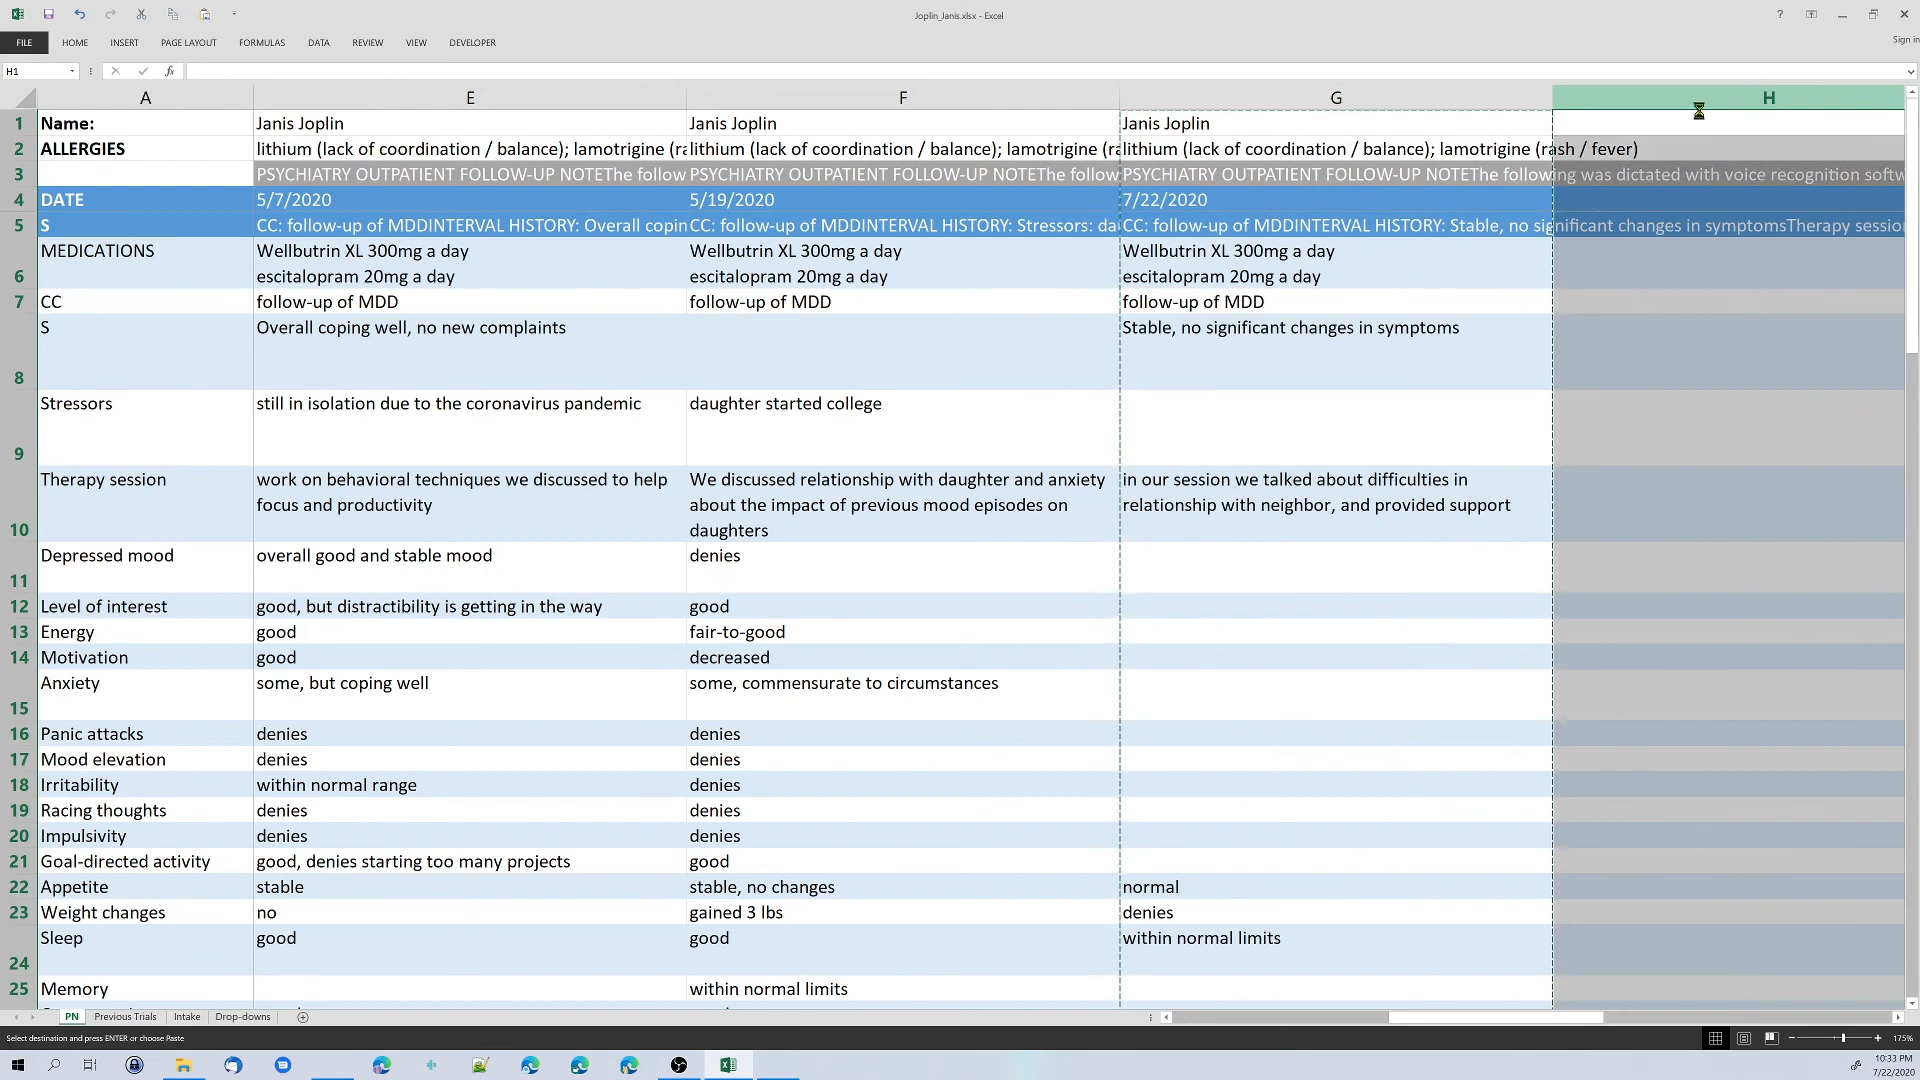 Joplin_Janis.xlsx - Excel
?
FILE HOME INSERT PAGE LAYOUT FORMULAS DATA REVIEW VIEW DEVELOPER
Sign in
H1 fx
A E F G H
1 Name: Janis Joplin Janis Joplin Janis Joplin
2 ALLERGIES lithium (lack of coordination / balance); lamotrigine (ra lithium (lack of coordination / balance); lamotrigine (ra lithium (lack of coordination / balance); lamotrigine (rash / fever)
3 PSYCHIATRY OUTPATIENT FOLLOW-UP NOTEThe follow PSYCHIATRY OUTPATIENT FOLLOW-UP NOTEThe follow PSYCHIATRY OUTPATIENT FOLLOW-UP NOTEThe following was dictated with voice recognition softw
4 DATE 5/7/2020 5/19/2020 7/22/2020
5 S CC: follow-up of MDDINTERVAL HISTORY: Overall copin CC: follow-up of MDDINTERVAL HISTORY: Stressors: da CC: follow-up of MDDINTERVAL HISTORY: Stable, no significant changes in symptomsTherapy sessio
MEDICATIONS Wellbutrin XL 300mg a day Wellbutrin XL 300mg a day Wellbutrin XL 300mg a day
6 escitalopram 20mg a day escitalopram 20mg a day escitalopram 20mg a day
7 CC follow-up of MDD follow-up of MDD follow-up of MDD
S Overall coping well, no new complaints Stable, no significant changes in symptoms
8
Stressors still in isolation due to the coronavirus pandemic daughter started college
9
Therapy session work on behavioral techniques we discussed to help We discussed relationship with daughter and anxiety in our session we talked about difficulties in
focus and productivity about the impact of previous mood episodes on relationship with neighbor, and provided support
10 daughters
Depressed mood overall good and stable mood denies
11
12 Level of interest good, but distractibility is getting in the way good
13 Energy good fair-to-good
14 Motivation good decreased
Anxiety some, but coping well some, commensurate to circumstances
15
16 Panic attacks denies denies
17 Mood elevation denies denies
18 Irritability within normal range denies
19 Racing thoughts denies denies
20 Impulsivity denies denies
21 Goal-directed activity good, denies starting too many projects good
22 Appetite stable stable, no changes normal
23 Weight changes no gained 3 lbs denies
Sleep good good within normal limits
24
25 Memory within normal limits
PN Previous Trials Intake Drop-downs
Select destination and press ENTER or choose Paste
175%
10:33 PM
7/22/2020